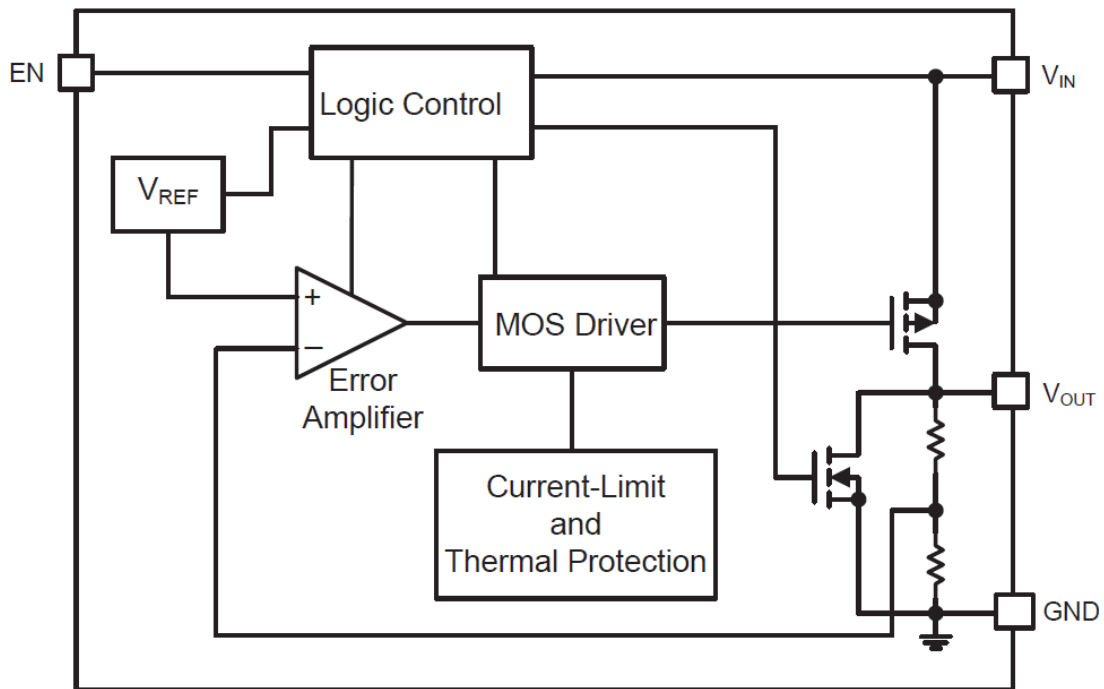 EN
Logic Control
VIN
VREF
+
MOS Driver
−
Error
Amplifier
VOUT
Current-Limit
and
Thermal Protection
GND